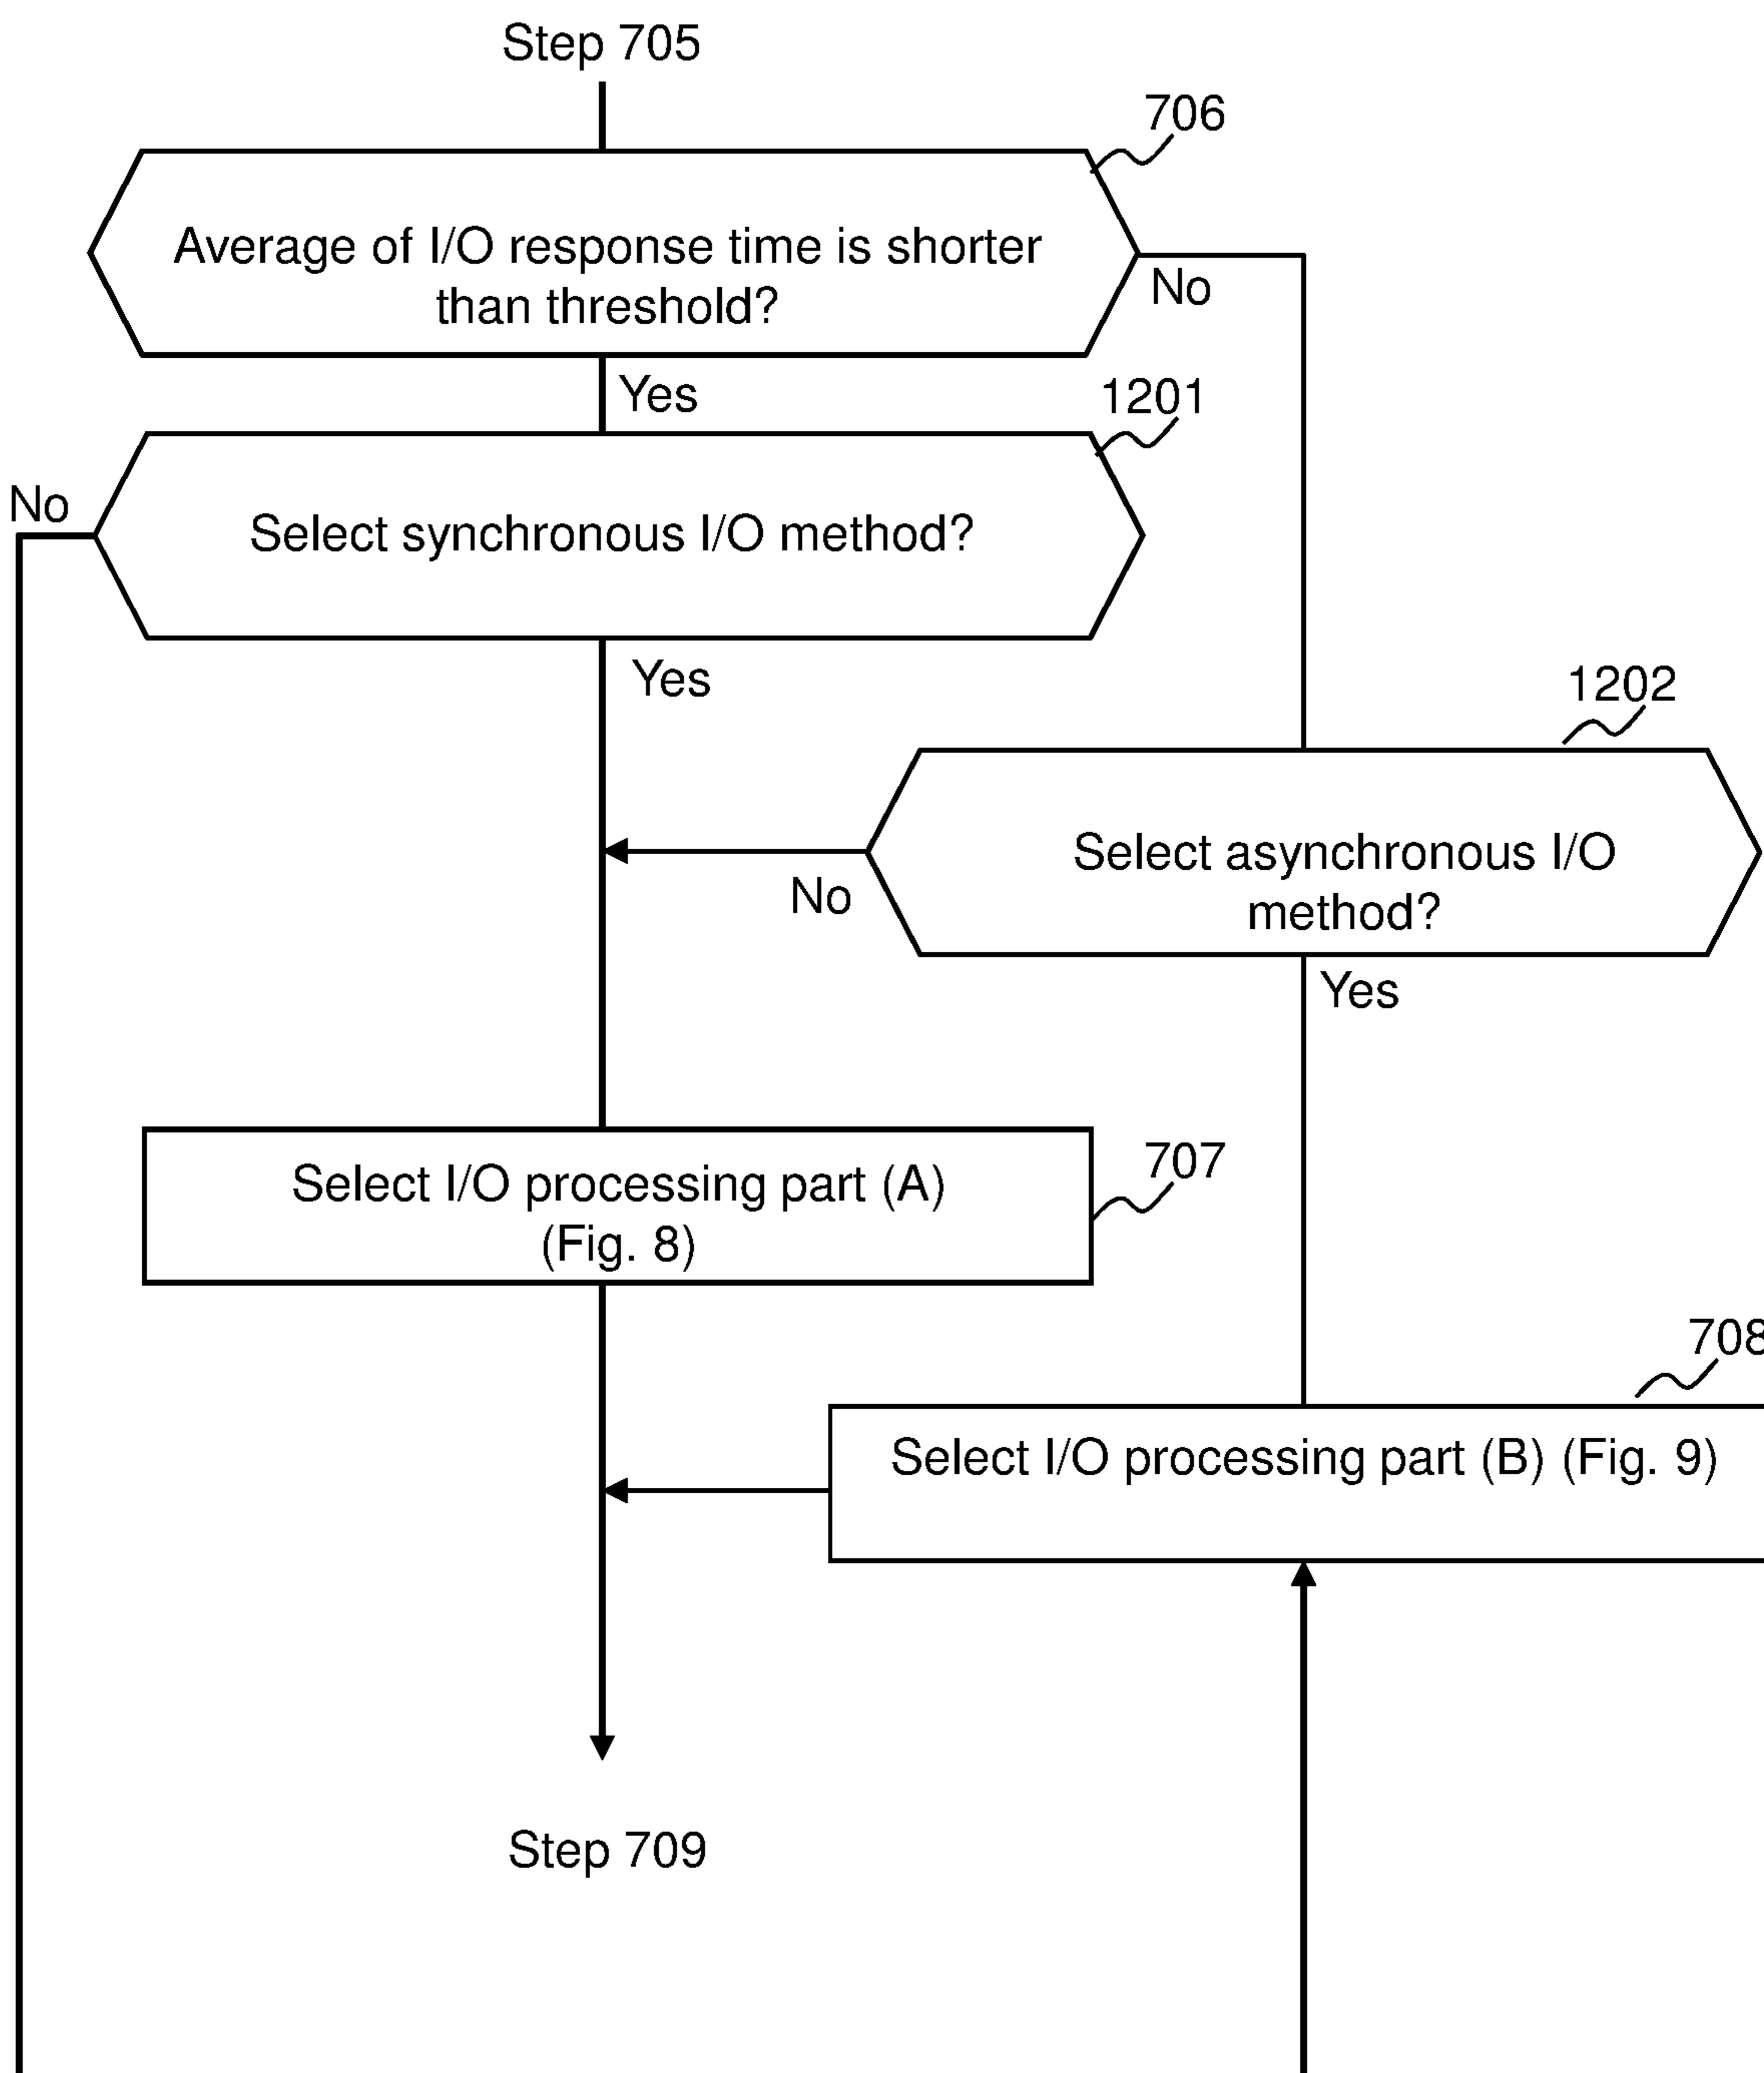 Step 705
706
Average of I/O response time is shorter
than threshold?
No
Yes
1201
No
Select synchronous I/O method?
Yes
1202
Select asynchronous I/O
method?
No
Yes
Select I/O processing part (A)
(Fig. 8)
707
708
Select I/O processing part (B) (Fig. 9)
Step 709